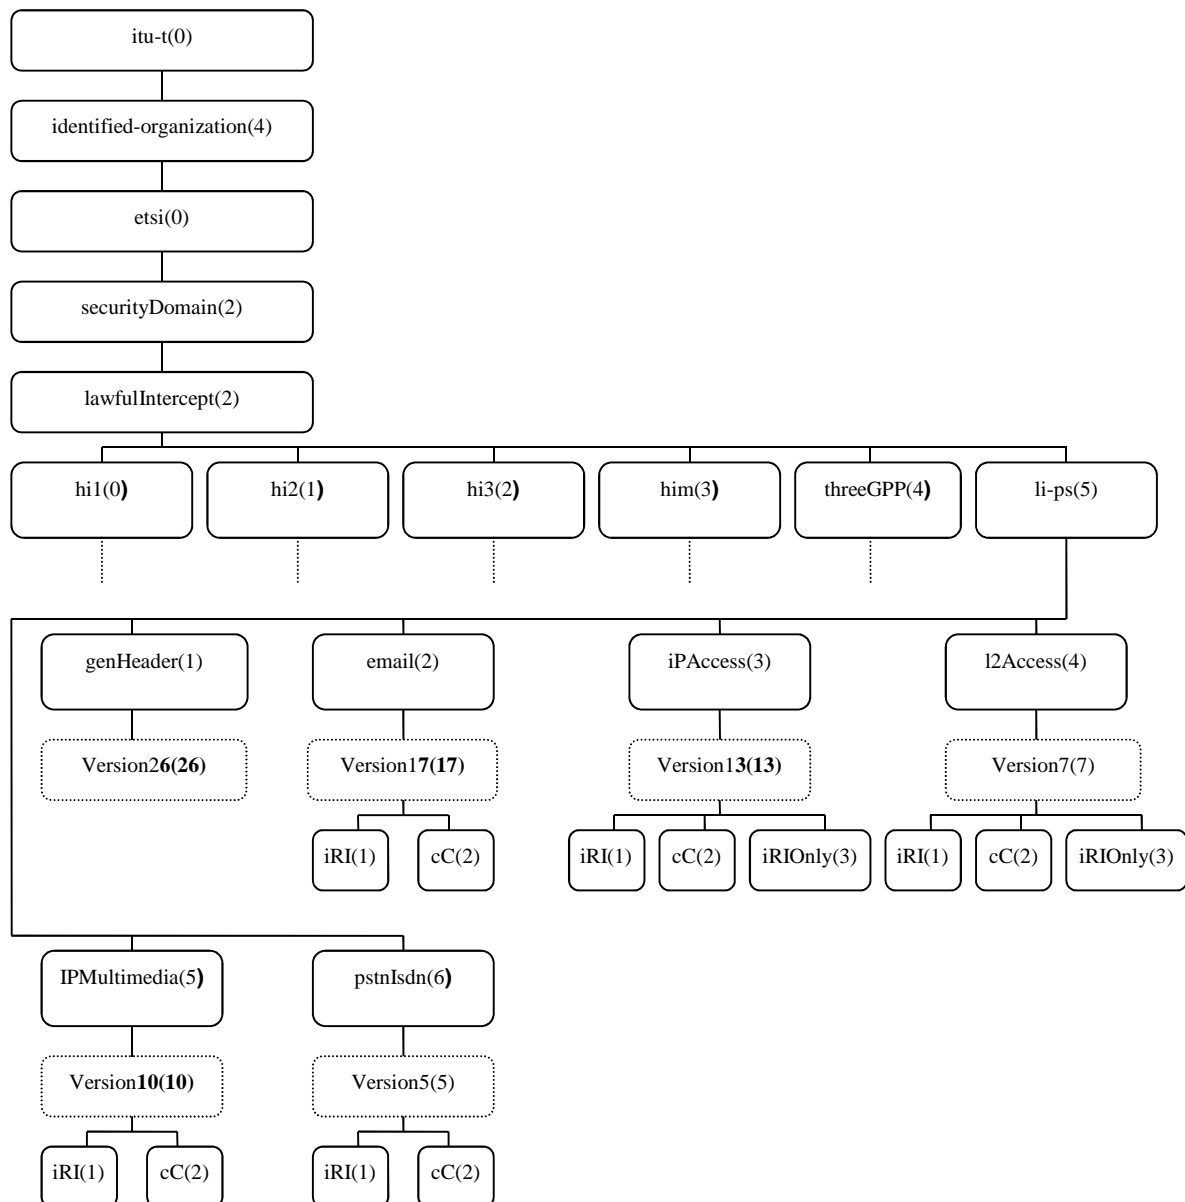 itu-t(0)
identified-organization(4)
etsi(0)
securityDomain(2)
lawfulIntercept(2)
hi1(0) hi2(1) hi3(2) him(3) threeGPP(4) li-ps(5)
genHeader(1) email(2) iPAccess(3) l2Access(4)
Version26(26) Version17(17) Version13(13) Version7(7)
iRI(1) cC(2) iRI(1) cC(2) iRIOnly(3) iRI(1) cC(2) iRIOnly(3)
IPMultimedia(5) pstnIsdn(6)
Version10(10) Version5(5)
iRI(1) cC(2) iRI(1) cC(2)